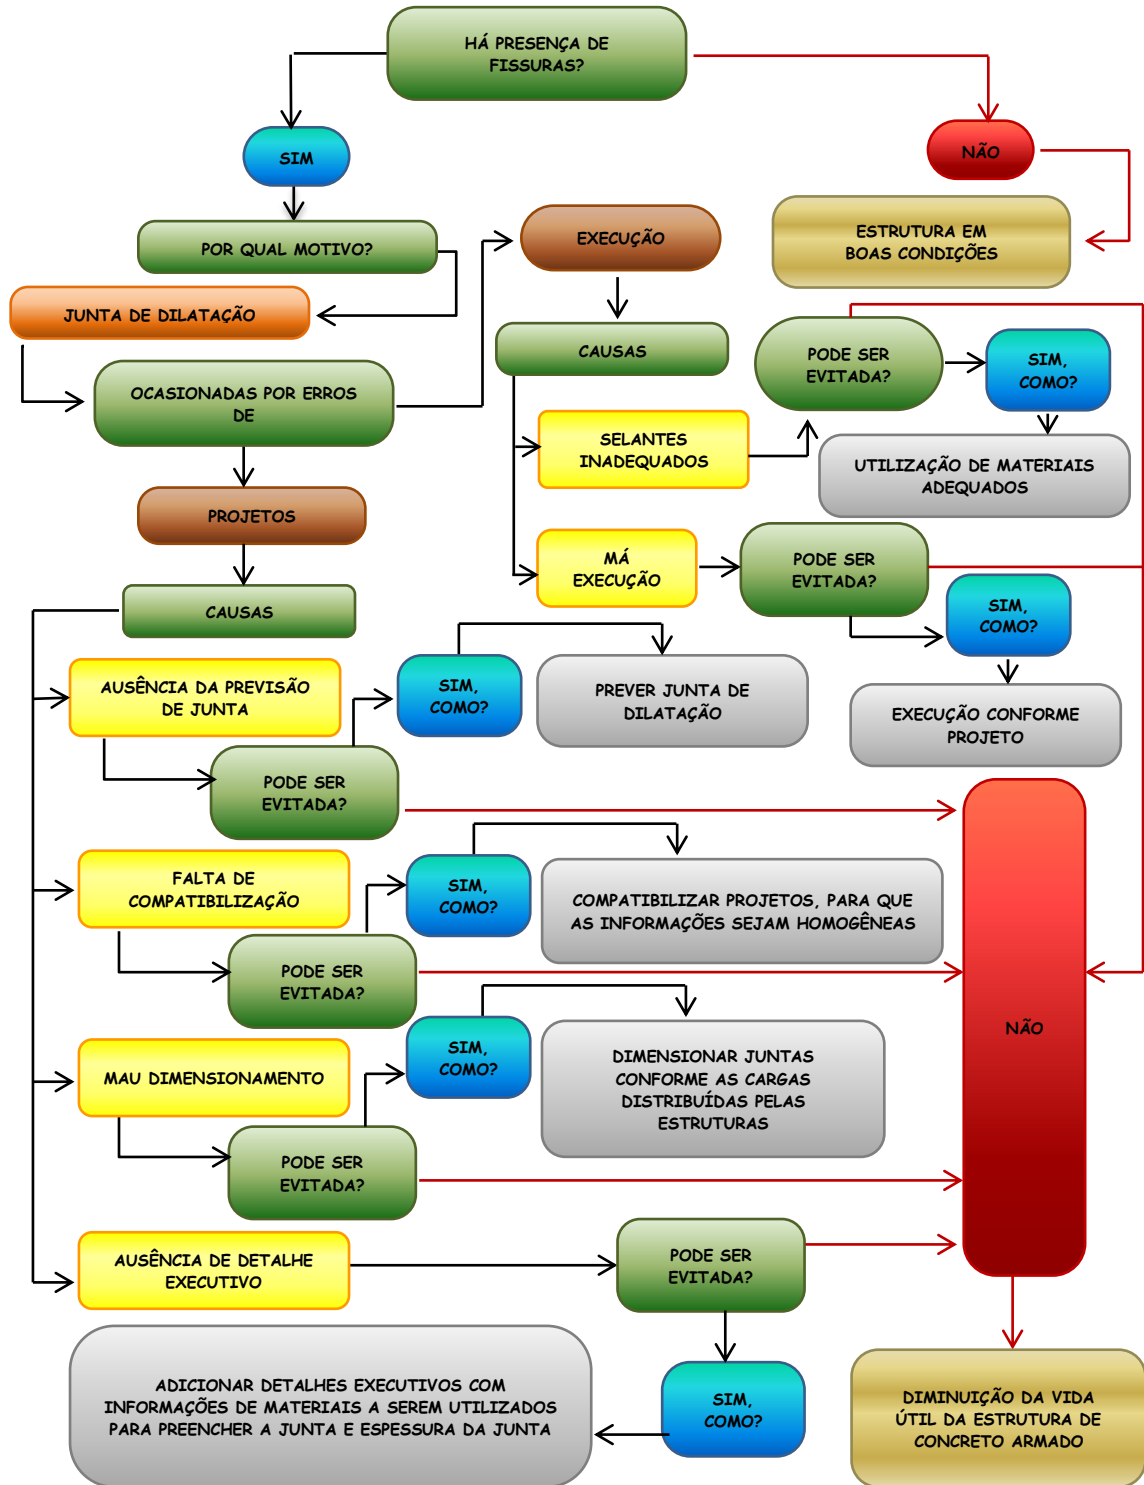 HÁ PRESENÇA DE
FISSURAS?
SIM
NÃO
POR QUAL MOTIVO?
EXECUÇÃO
ESTRUTURA EM
BOAS CONDIÇÕES
JUNTA DE DILATAÇÃO
CAUSAS
PODE SER
EVITADA?
SIM,
COMO?
OCASIONADAS POR ERROS
DE
SELANTES
INADEQUADOS
UTILIZAÇÃO DE MATERIAIS
ADEQUADOS
PROJETOS
MÁ
EXECUÇÃO
PODE SER
EVITADA?
SIM,
COMO?
CAUSAS
AUSÊNCIA DA PREVISÃO
DE JUNTA
SIM,
COMO?
PREVER JUNTA DE
DILATAÇÃO
EXECUÇÃO CONFORME
PROJETO
PODE SER
EVITADA?
FALTA DE
COMPATIBILIZAÇÃO
SIM,
COMO?
COMPATIBILIZAR PROJETOS, PARA QUE
AS INFORMAÇÕES SEJAM HOMOGÊNEAS
PODE SER
EVITADA?
NÃO
MAU DIMENSIONAMENTO
SIM,
COMO?
DIMENSIONAR JUNTAS
CONFORME AS CARGAS
DISTRIBUÍDAS PELAS
ESTRUTURAS
PODE SER
EVITADA?
AUSÊNCIA DE DETALHE
EXECUTIVO
PODE SER
EVITADA?
ADICIONAR DETALHES EXECUTIVOS COM
INFORMAÇÕES DE MATERIAIS A SEREM UTILIZADOS
PARA PREENCHER A JUNTA E ESPESSURA DA JUNTA
SIM,
COMO?
DIMINUIÇÃO DA VIDA
ÚTIL DA ESTRUTURA DE
CONCRETO ARMADO